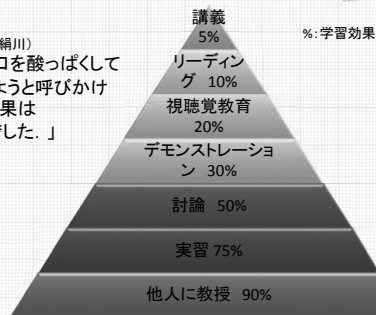 講義
5%
%:学習効果
絹川）
コを酸っぱくして
ょうと呼びかけ
果は
でした．」
リーディン
グ 10%
視聴覚教育
20%
デモンストレーショ
ン 30%
討論 50%
実習 75%
他人に教授 90%